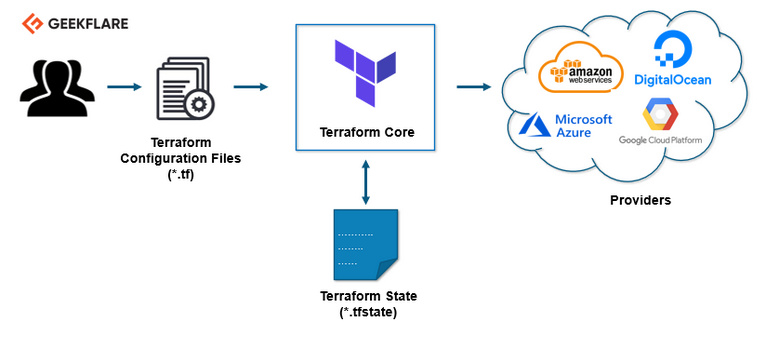 GEEKFLARE
Terraform
Configuration Files
(*.tf)
Terraform Core
Terraform State
(*.tfstate)
amazon
web services
DigitalOcean
Microsoft
Azure
Google Cloud Platform
Providers